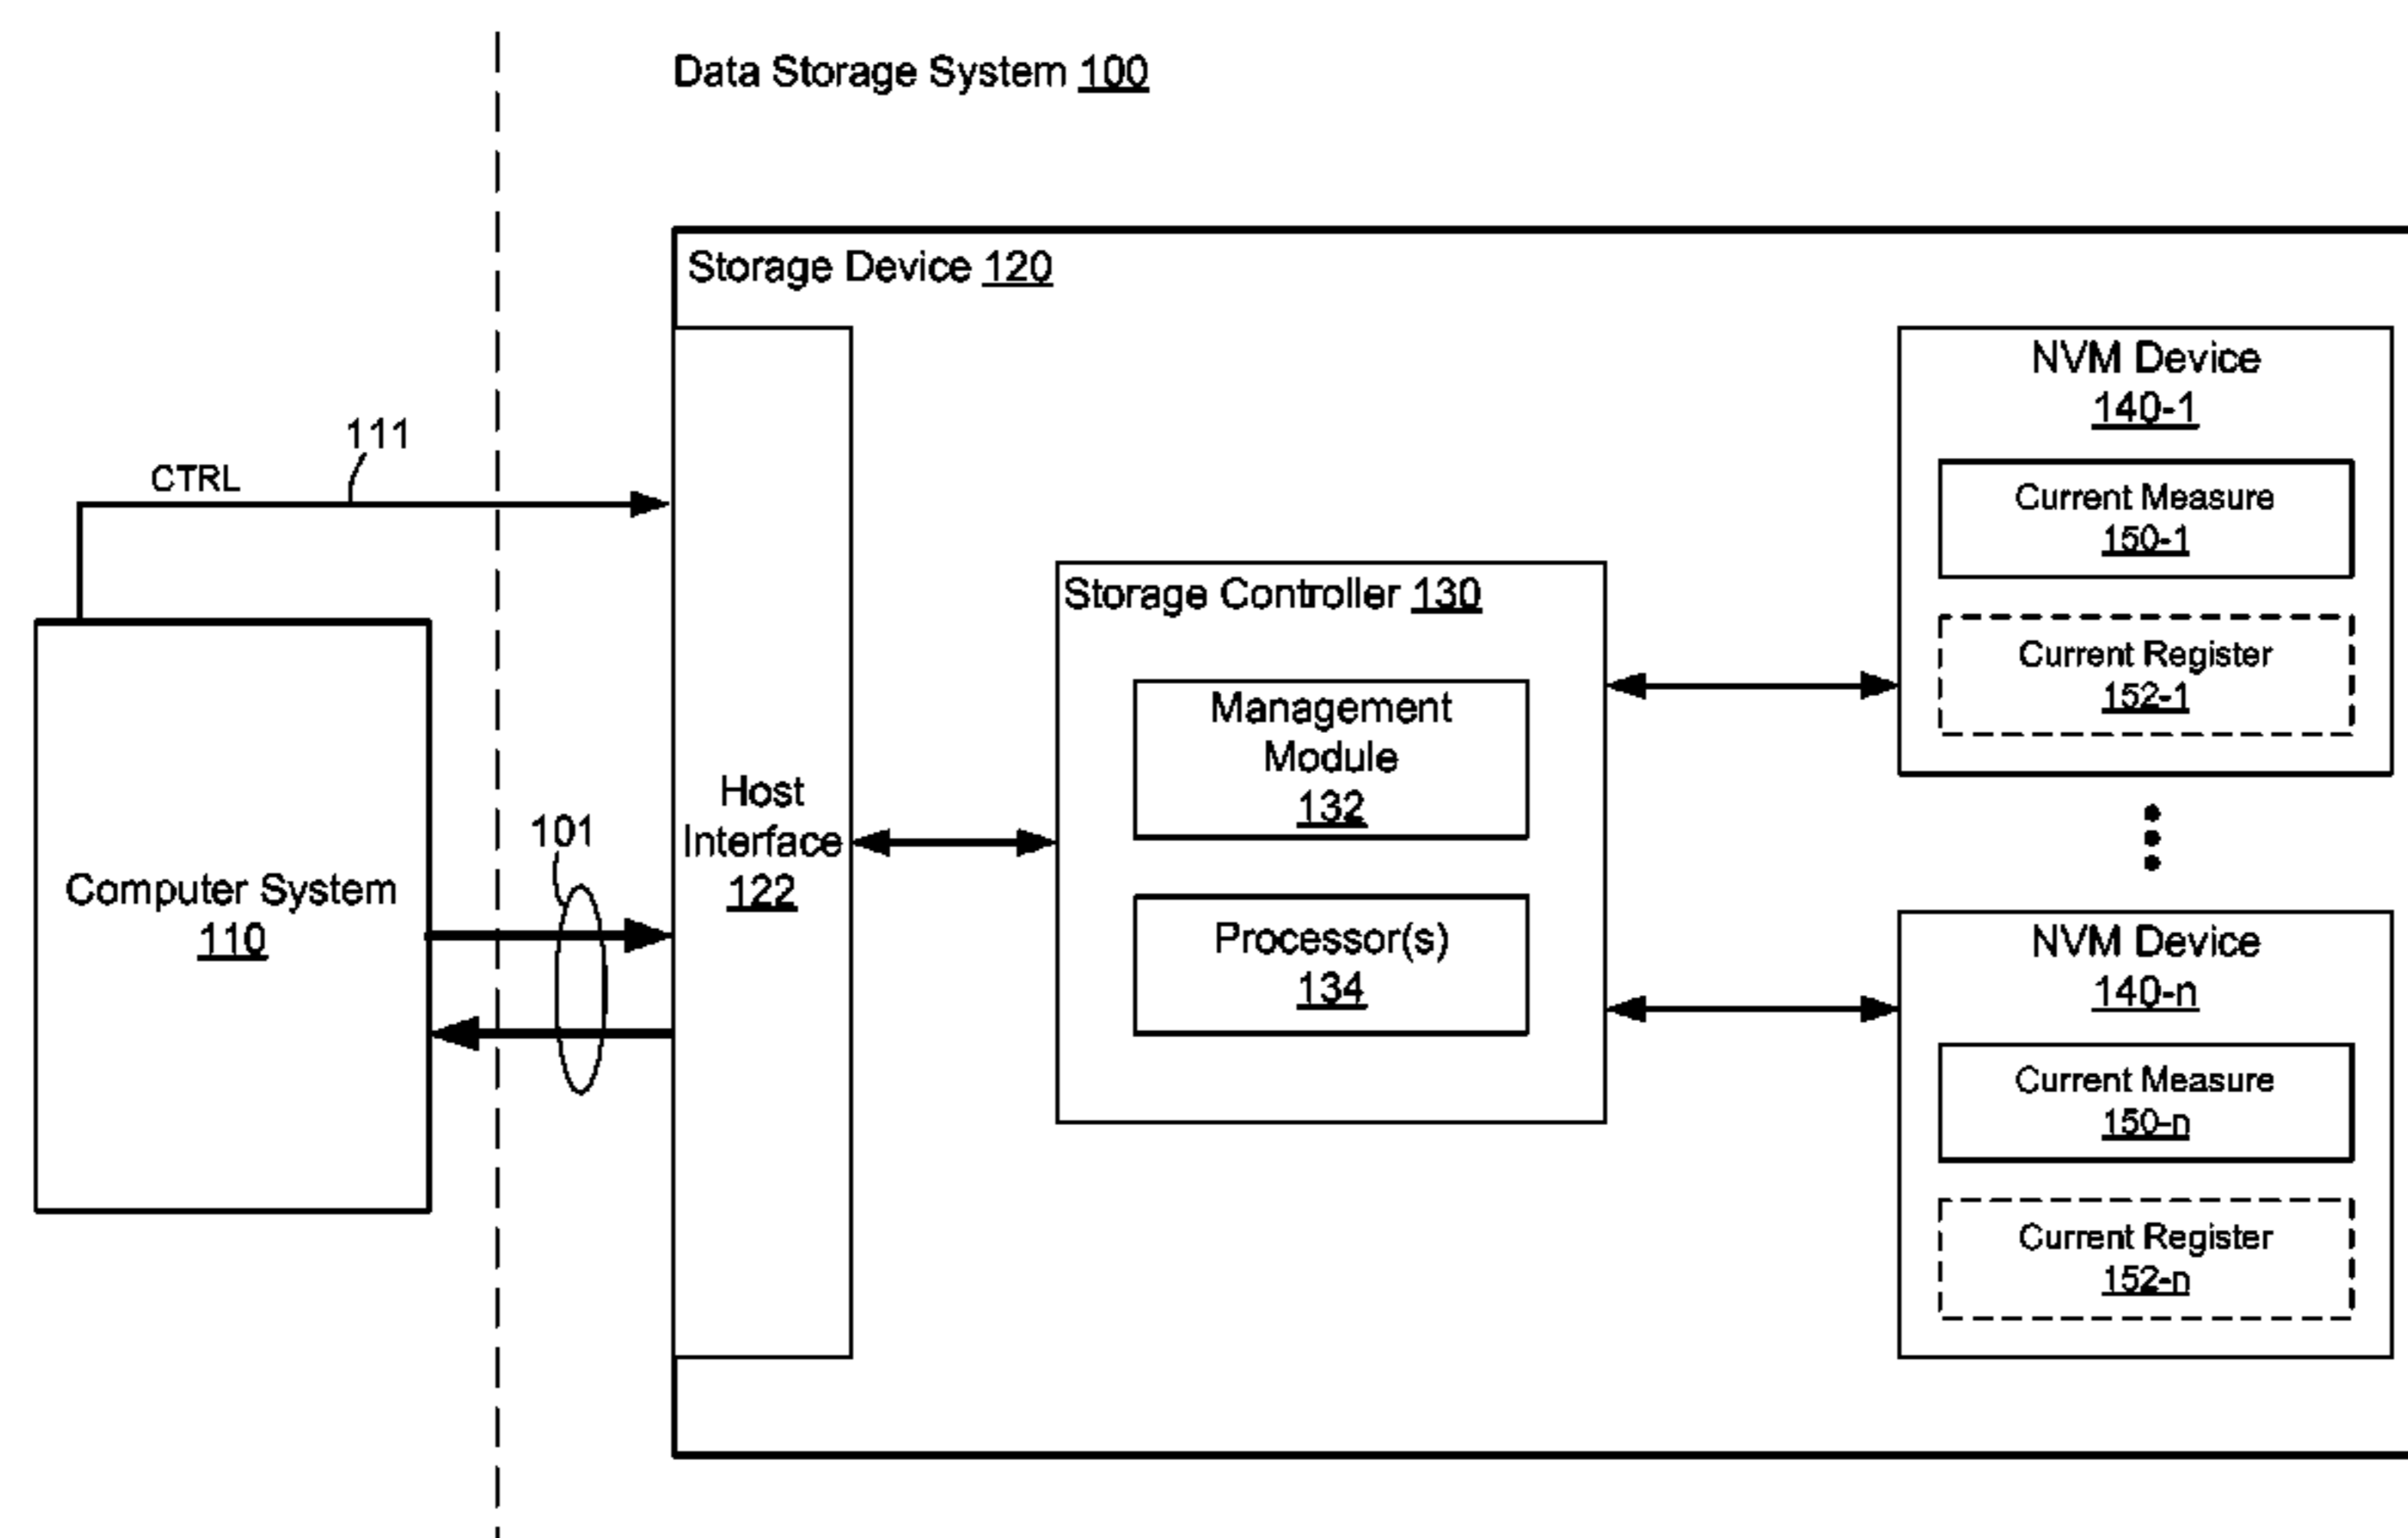 Data Storage System 100
Storage Device 120
111
CTRL
Computer System
110
101
Host
Interface
122
Storage Controller 130
Management
Module
132
Processor(s)
134
NVM Device
140-1
Current Measure
150-1
Current Register
152-1
NVM Device
140-n
Current Measure
150-n
Current Register
152-n